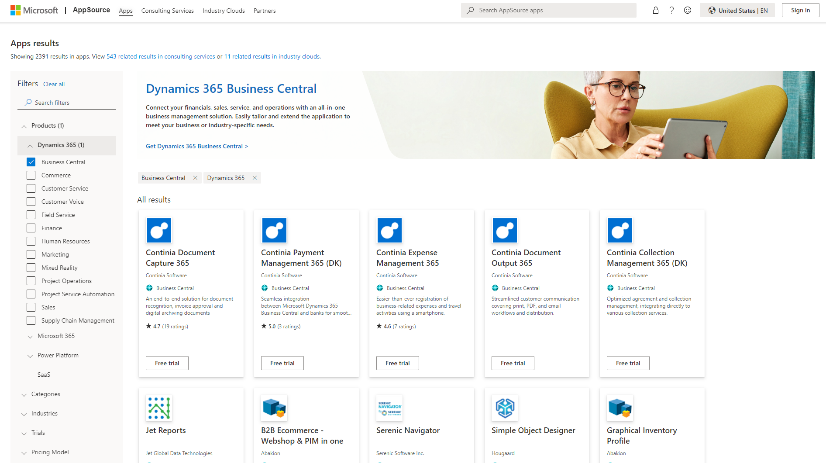 Microsoft | AppSource Apps Consulting Services Industry Clouds Partners Search AppSource apps ? United States | EN Sign in
Apps results
Showing 2391 results in apps. View 543 related results in consulting services or 11 related results in industry clouds.
Filters Clear all
Search filters
Products (1)
Dynamics 365 (1)
Business Central
Commerce
Customer Service
Customer Voice
Field Service
Finance
Human Resources
Marketing
Mixed Reality
Project Operations
Project Service Automation
Sales
Supply Chain Management
Microsoft 365
Power Platform
SaaS
Categories
Industries
Trials
Pricing Model
Dynamics 365 Business Central
Connect your financials, sales, service, and operations with an all-in-one
business management solution. Easily tailor and extend the application to
meet your business or industry-specific needs.
Get Dynamics 365 Business Central >
Business Central ×
Dynamics 365 ×
All results
Continia Document
Capture 365
Continia Software
Business Central
An end-to-end solution for document
recognition, invoice approval and
digital archiving documents
★ 4.7 ratings)
Free trial
Continia Payment
Management 365 (DK)
Continia Software
Business Central
Seamless integration
between Microsoft Dynamics 365
Business Central and banks for smoot...
★ 5.0 ratings)
Free trial
Continia Expense
Management 365
Continia Software
Business Central
Easier-than-ever registration of
business-related expenses and travel
activities using a smartphone.
★ 4.6 ratings)
Free trial
Continia Document
Output 365
Continia Software
Business Central
Streamlined customer communication
covering print, PDF, and email
workflows and distribution.
Free trial
Continia Collection
Management 365 (DK)
Continia Software
Business Central
Optimized agreement and collection
management, integrating directly to
various collection services.
Free trial
Jet Reports
Jet Global Data Technologies
B2B Ecommerce -
Webshop & PIM in one
Abakion
SERENIC
NAVIGATOR
Serenic Navigator
Serenic Software Inc.
Simple Object Designer
Hougaard
Graphical Inventory
Profile
Abakion